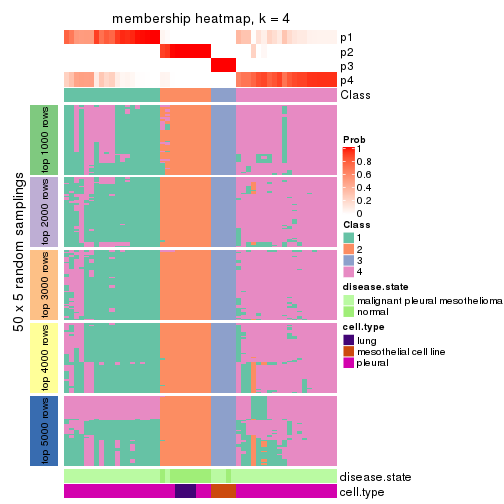 membership heatmap, k = 4
p1
p2
p3
p4
Class
50 x 5 random samplings
top 1000 rows
top 2000 rows
top 3000 rows
top 4000 rows
top 5000 rows
disease.state
cell.type
Prob
1
0.8
0.6
0.4
0.2
0
Class
1
2
3
4
disease.state
malignant pleural mesothelioma
normal
cell.type
lung
mesothelial cell line
pleural